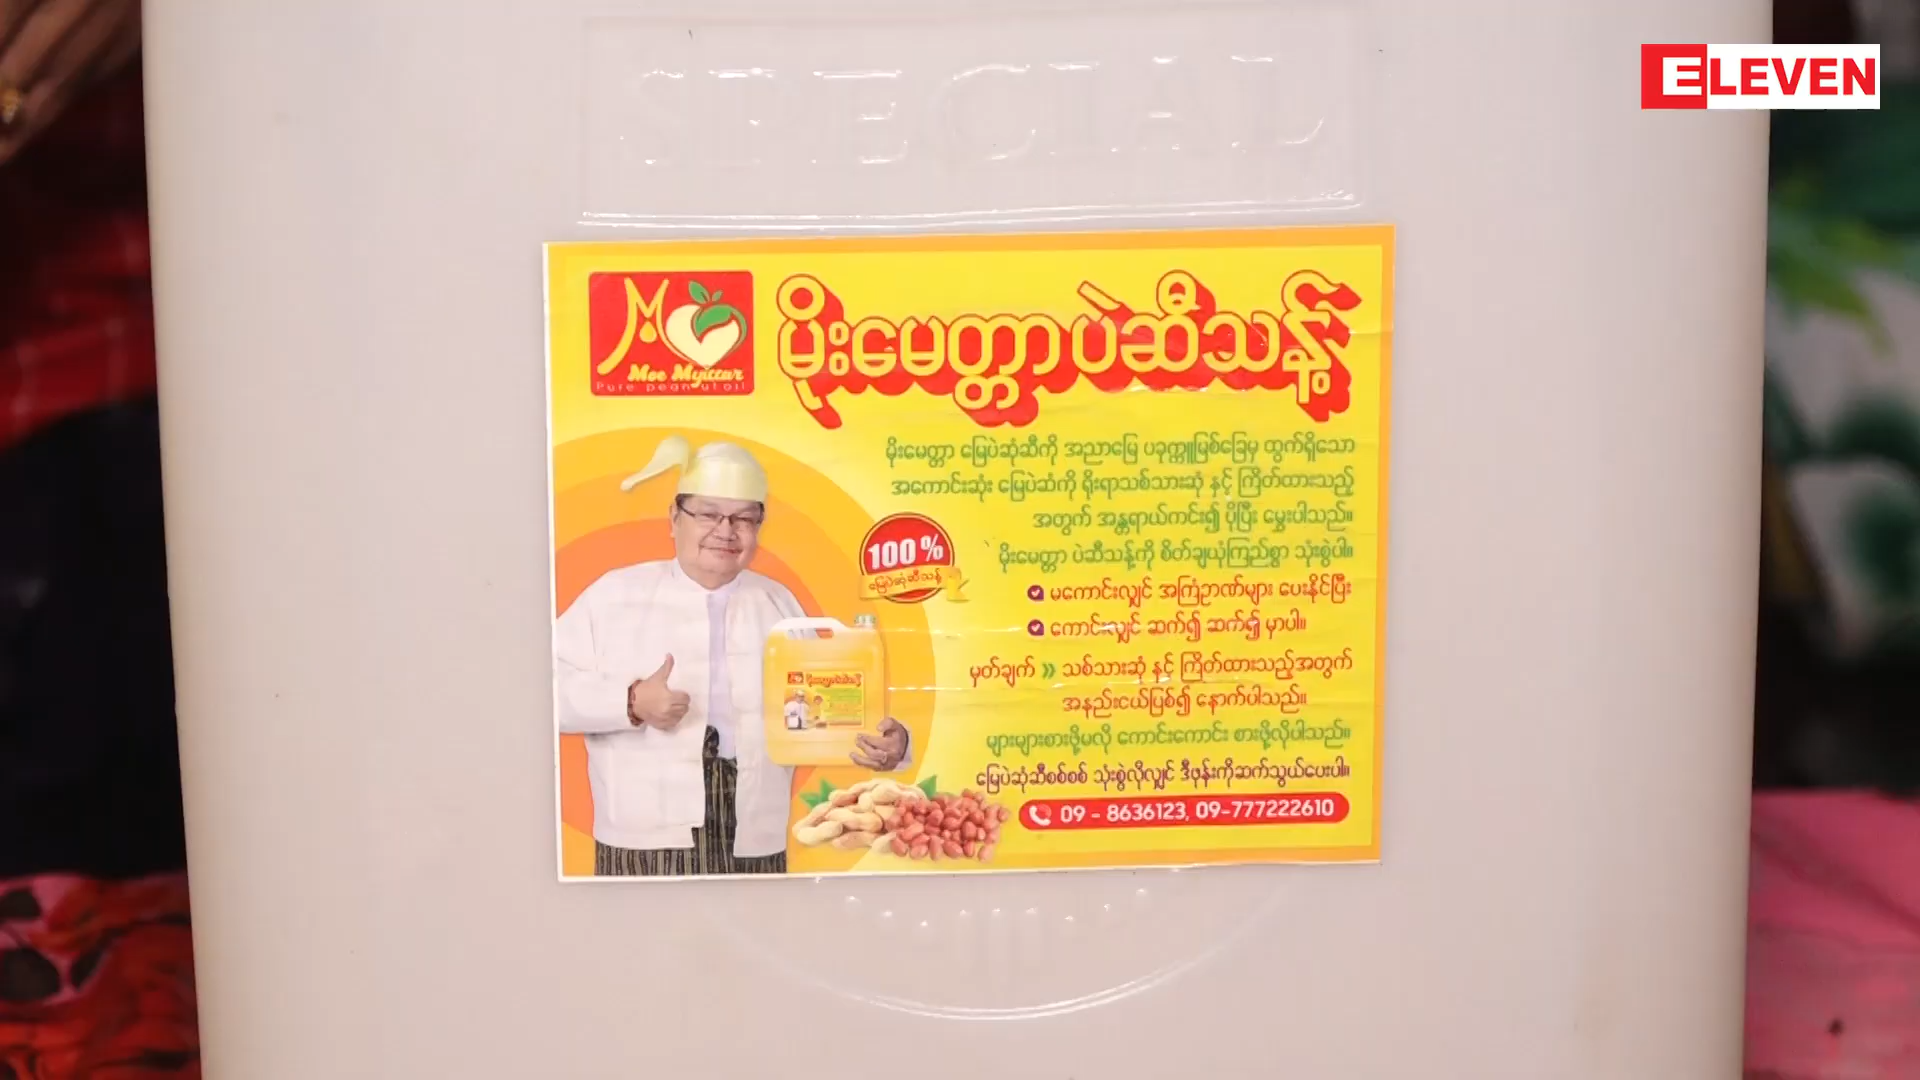 ELEVEN
SPECIAL
M
Moe Myittar
Pure peanut oil
မိုးမေတ္တာပဲဆီသန့်
မိုးမေတ္တာ မြေပဲဆုံဆီကို အညာမြေ ပခုက္ကူမြစ်ခြေမှ ထွက်ရှိသော
အကောင်းဆုံး မြေပဲဆံကို ရိုးရာသစ်သားဆုံ နှင့် ကြိတ်ထားသည့်
အတွက် အန္တရာယ်ကင်း၍ ပိုပြီး မွှေးပါသည်။
မိုးမေတ္တာ ပဲဆီသန့်ကို စိတ်ချယုံကြည်စွာ သုံးစွဲပါ။
100 %
မြေပဲဆုံဆီသန့်
မကောင်းလျှင် အကြံဉာဏ်များ ပေးနိုင်ပြီး
ကောင်းလျှင် ဆက်၍ ဆက်၍ မှာပါ။
မှတ်ချက် » သစ်သားဆုံ နှင့် ကြိတ်ထားသည့်အတွက်
အနည်းငယ်ပြစ်၍ နောက်ပါသည်။
များများစားဖို့မလို ကောင်းကောင်း စားဖို့လိုပါသည်။
မြေပဲဆုံဆီစစ်စစ် သုံးစွဲလိုလျှင် ဒီဖုန်းကိုဆက်သွယ်ပေးပါ။
09 - 8636123, 09-777222610